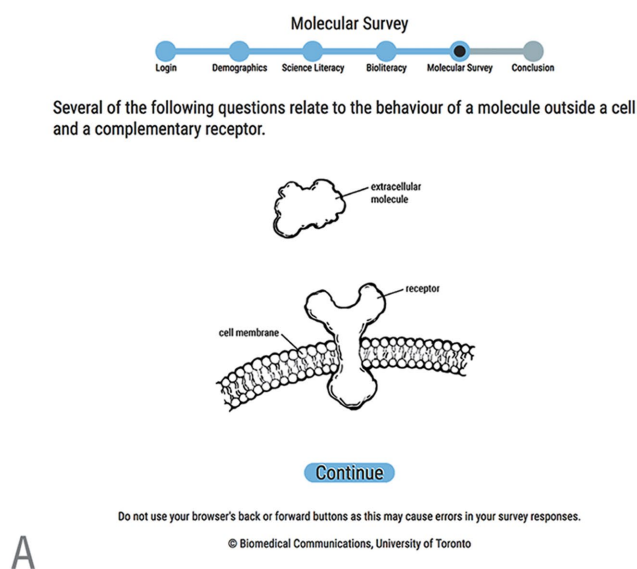 Molecular Survey
Login Demographics Science Literacy Bioliteracy Molecular Survey Conclusion
Several of the following questions relate to the behaviour of a molecule outside a cell
and a complementary receptor.
extracellular
molecule
receptor
cell membrane
Continue
Do not use your browser's back or forward buttons as this may cause errors in your survey responses.
© Biomedical Communications, University of Toronto
A